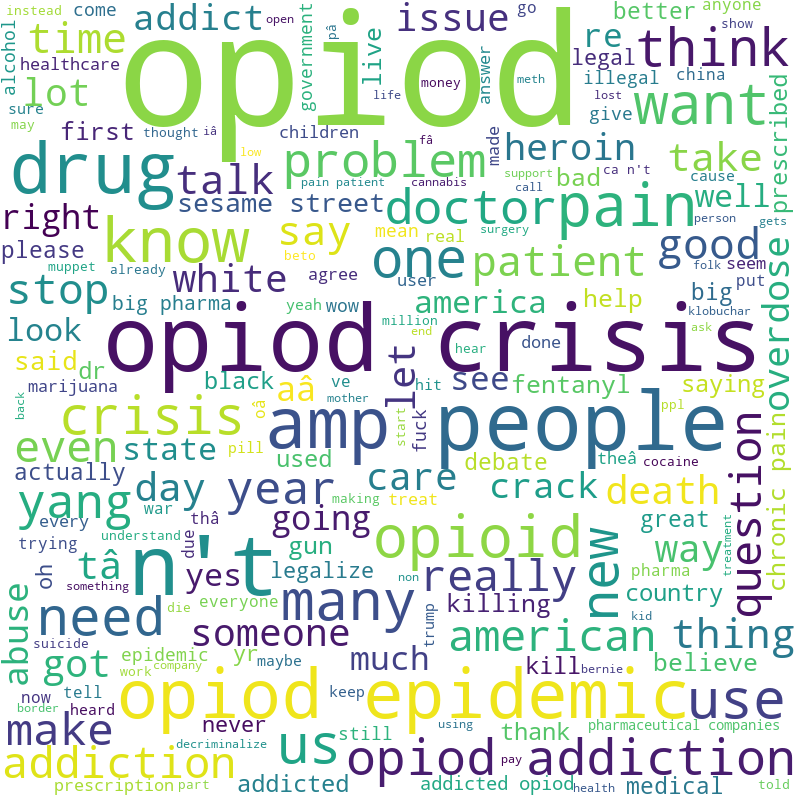 instead come addict open opiod pâ government live issue go better anyone show
alcohol healthcare time re legal think
lot answer meth illegal china
sure money life lost give want prescribed
may first thought iâ children fâ made heroin ca n't cause
drug talk low problem bad take
pain patient cannabis support call well person gets
right sesame street doctor pain
please know say mean real surgery good
muppet already white beto one patient folk seem
stop agree user big put overdose
look big pharma yeah wow america help klobuchar
opiod crisis
million end hear done ask
said dr black ve hit let see fentanyl saying
marijuana aâ mother fuck ppl
back crisis oâ amp people start
even state pill used debate theâ cocaine question chronic pain
actually day year care crack death
yang war making treat
every thâ going opioid great treatment
trying understand due gun new way
oh tâ n't yes legalize really pharma country
something non killing
abuse need die everyone many trump kid
suicide someone american thing
got epidemic yr maybe much kill bernie believe
now tell work company keep
border heard opiod epidemic use
make never using thank pharmaceutical companies
decriminalize us still
addiction opiod pay addiction
prescription part addicted addicted opiod health medical told